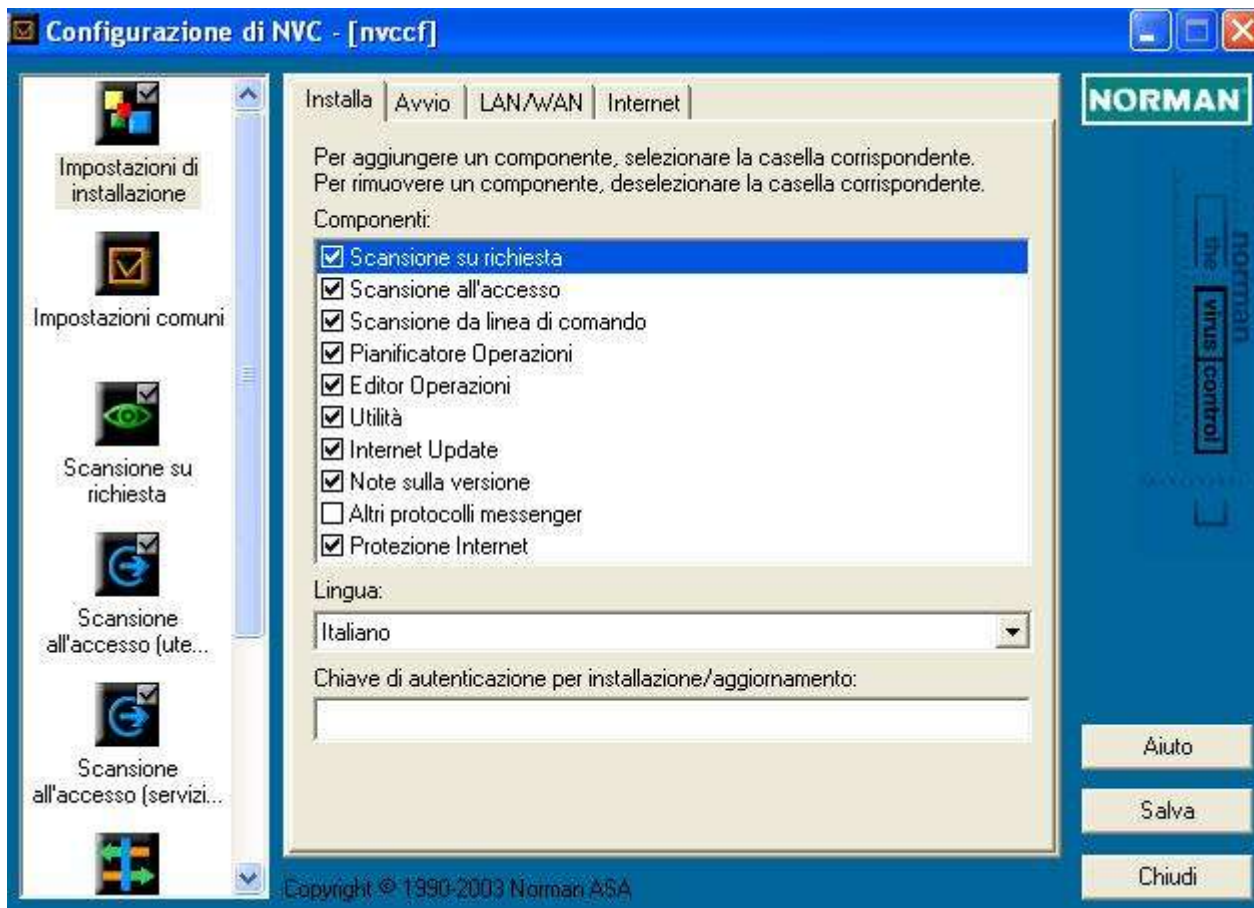 Configurazione di NVC - [nvccf]
Impostazioni di
installazione
Impostazioni comuni
Scansione su
richiesta
Scansione
all'accesso (ute...
Scansione
all'accesso (servizi...
Installa
Avvio
LAN/WAN
Internet
Per aggiungere un componente, selezionare la casella corrispondente.
Per rimuovere un componente, deselezionare la casella corrispondente.
Componenti:
Scansione su richiesta
Scansione all'accesso
Scansione da linea di comando
Pianificatore Operazioni
Editor Operazioni
Utilità
Internet Update
Note sulla versione
Altri protocolli messenger
Protezione Internet
Lingua:
Italiano
Chiave di autenticazione per installazione/aggiornamento:
Copyright © 1990-2003 Norman ASA
NORMAN
norman
the virus control
Aiuto
Salva
Chiudi